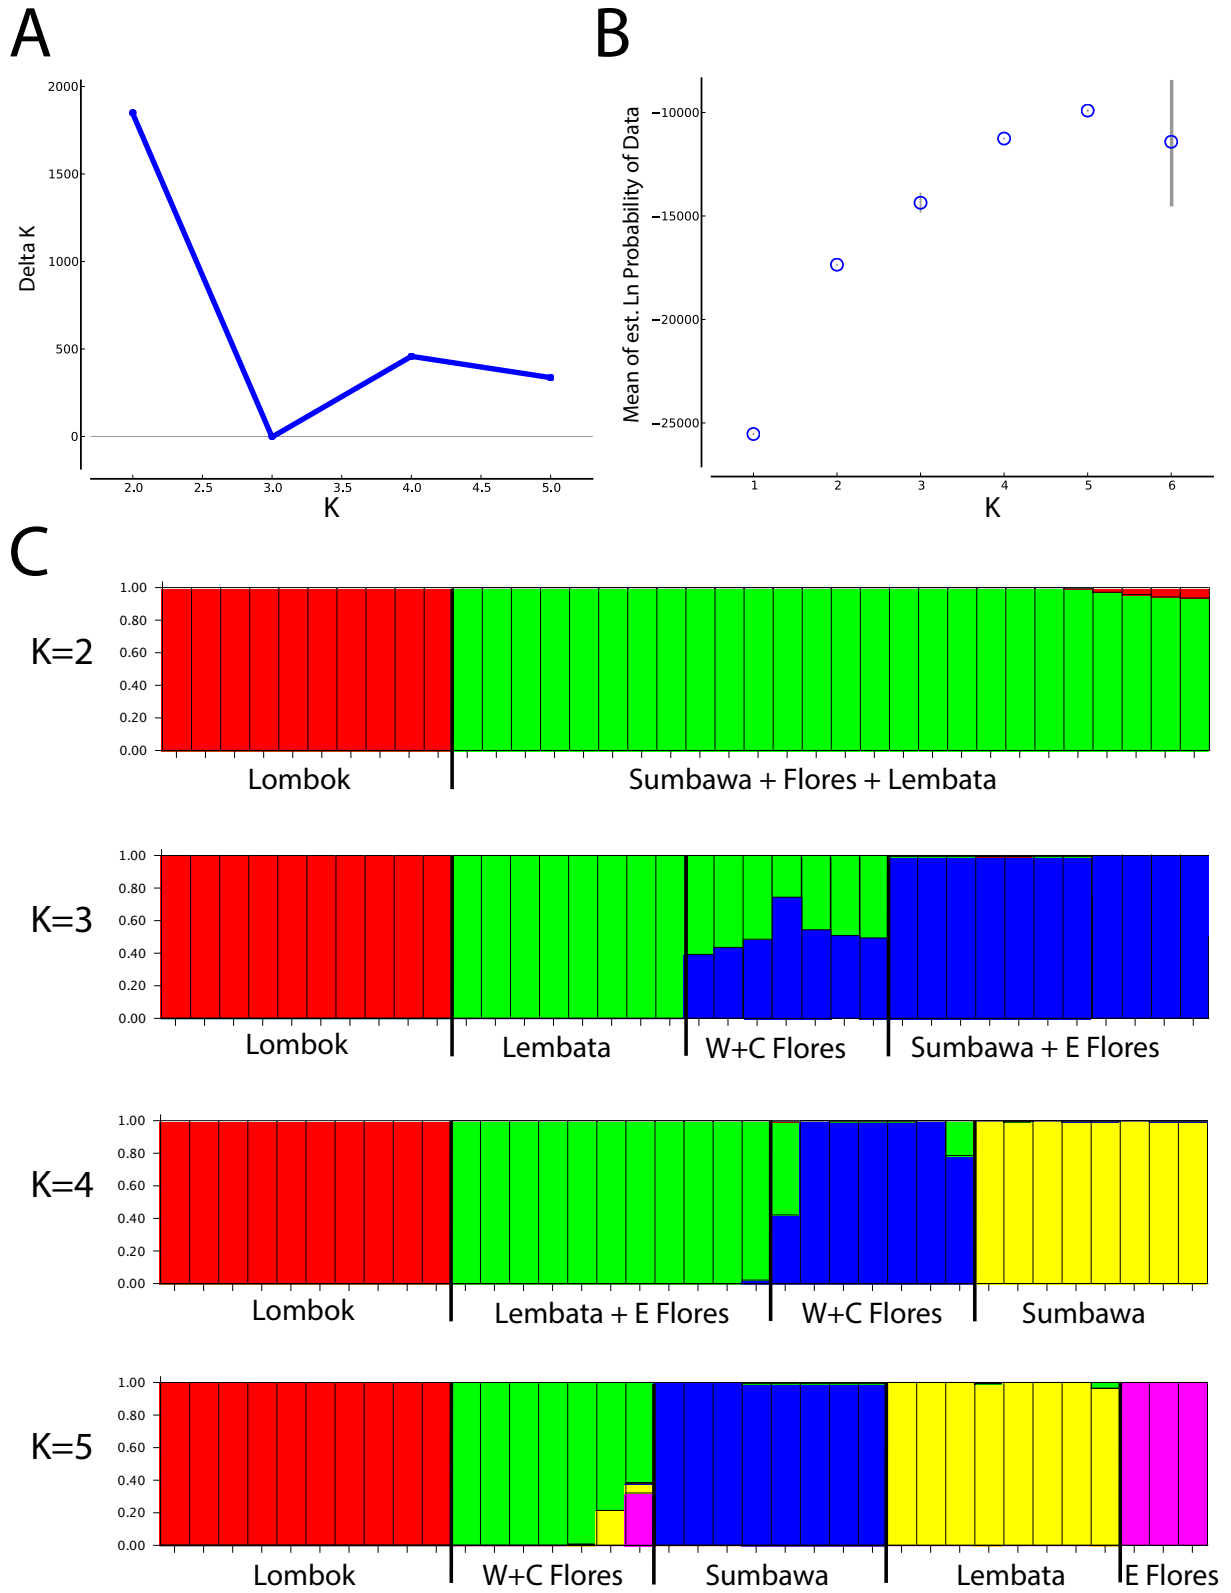 A
B
2000
1500
1000
500
0
Delta K
2.0 2.5 3.0 3.5 4.0 4.5 5.0
K
−10000
−15000
−20000
−25000
Mean of est. Ln Probability of Data
1 2 3 4 5 6
K
C
K=2
1.00
0.80
0.60
0.40
0.20
0.00
Lombok Sumbawa + Flores + Lembata
K=3
1.00
0.80
0.60
0.40
0.20
0.00
Lombok Lembata W+C Flores Sumbawa + E Flores
K=4
1.00
0.80
0.60
0.40
0.20
0.00
Lombok Lembata + E Flores W+C Flores Sumbawa
K=5
1.00
0.80
0.60
0.40
0.20
0.00
Lombok W+C Flores Sumbawa Lembata E Flores